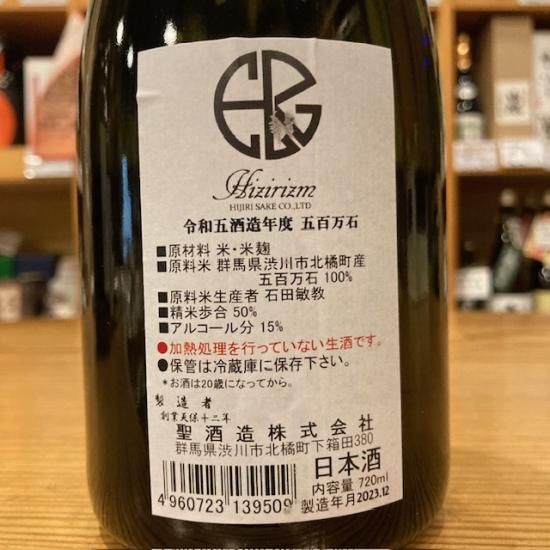 Hizirizm
HIJIRI SAKE CO.,LTD
令和五酒造年度 五百万石
■原材料 米・米麹
■原料米 群馬県渋川市北橘町産
五百万石 100%
■原料米生産者 石田敏教
■精米歩合 50%
■アルコール分 15%
●加熱処理を行っていない生酒です。
●保管は冷蔵庫に保存下さい。
*お酒は20歳になってから。
製造者
創業天保十二年
聖酒造株式会社
群馬県渋川市北橘町下箱田380
日本酒
内容量 720ml
製造年月 2023.12
4 960723 139509